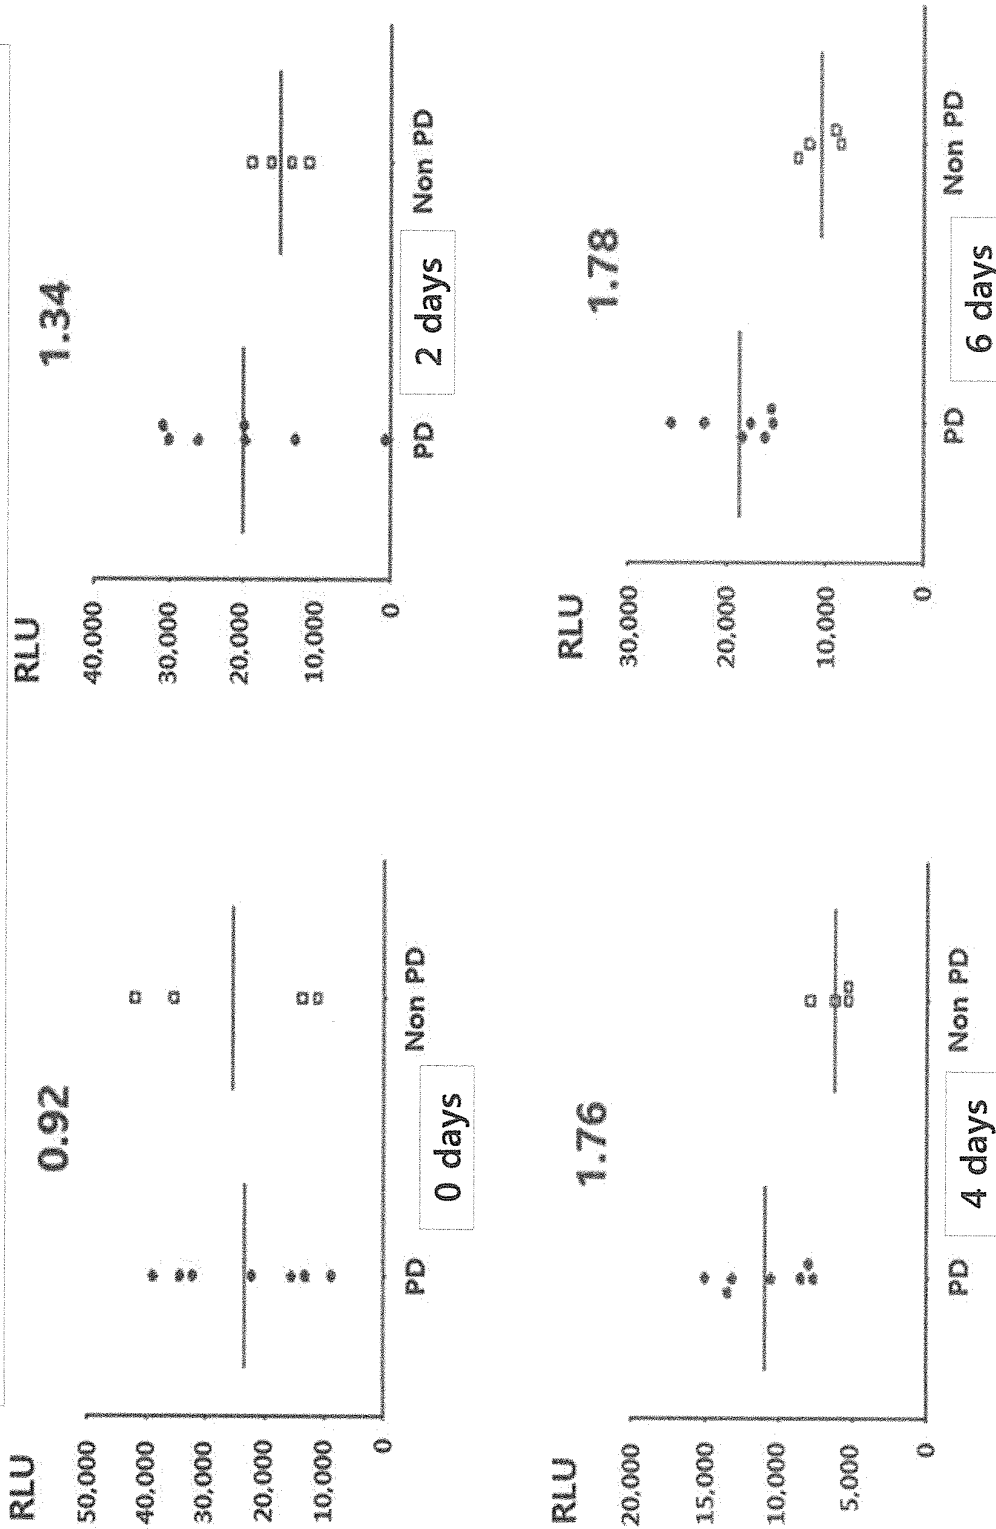 RLU
0.92
50,000
40,000
30,000
20,000
10,000
0
PD
Non PD
0 days
RLU
1.34
40,000
30,000
20,000
10,000
0
PD
Non PD
2 days
RLU
1.76
20,000
15,000
10,000
5,000
0
PD
Non PD
4 days
RLU
1.78
30,000
20,000
10,000
0
PD
Non PD
6 days